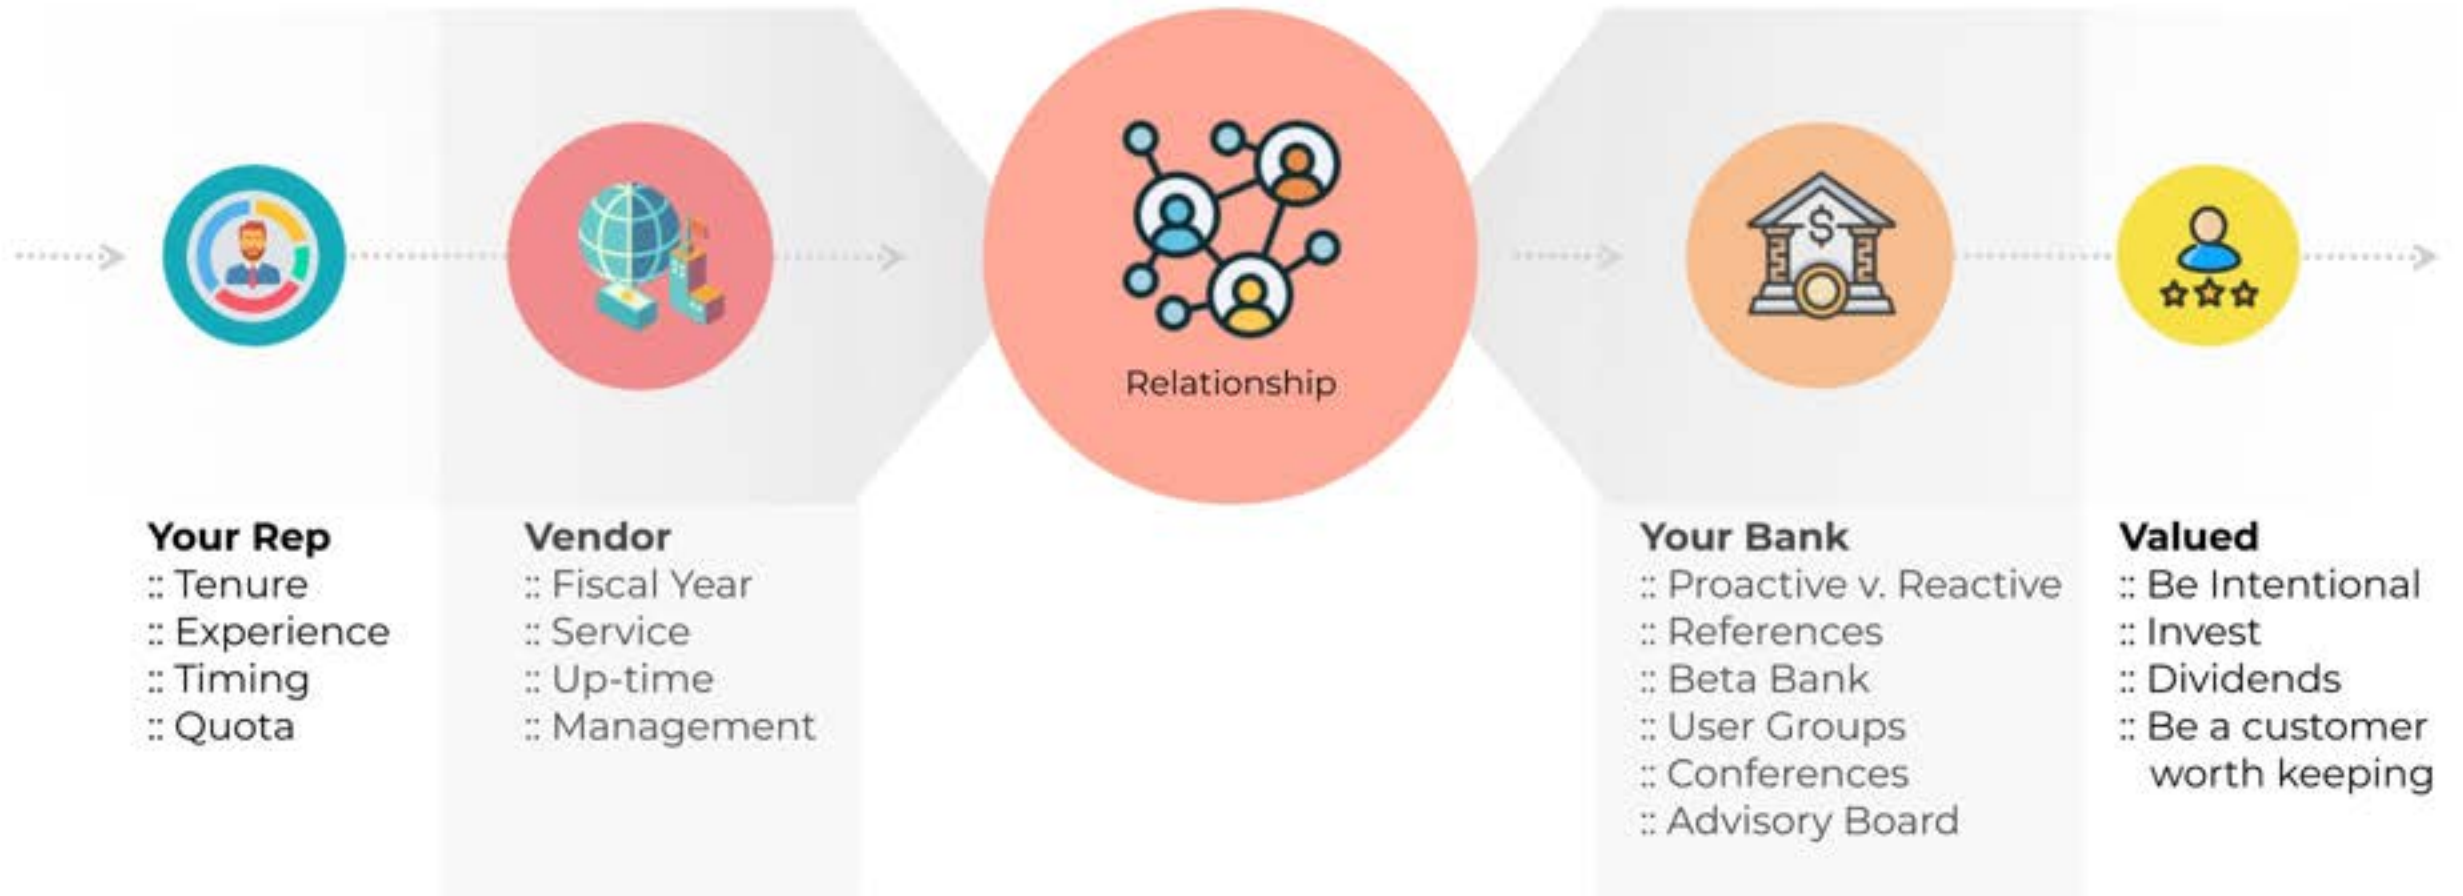 Relationship
Your Rep
:: Tenure
:: Experience
:: Timing
:: Quota
Vendor
:: Fiscal Year
:: Service
:: Up-time
:: Management
Your Bank
:: Proactive v. Reactive
:: References
:: Beta Bank
:: User Groups
:: Conferences
:: Advisory Board
Valued
:: Be Intentional
:: Invest
:: Dividends
:: Be a customer
worth keeping
$